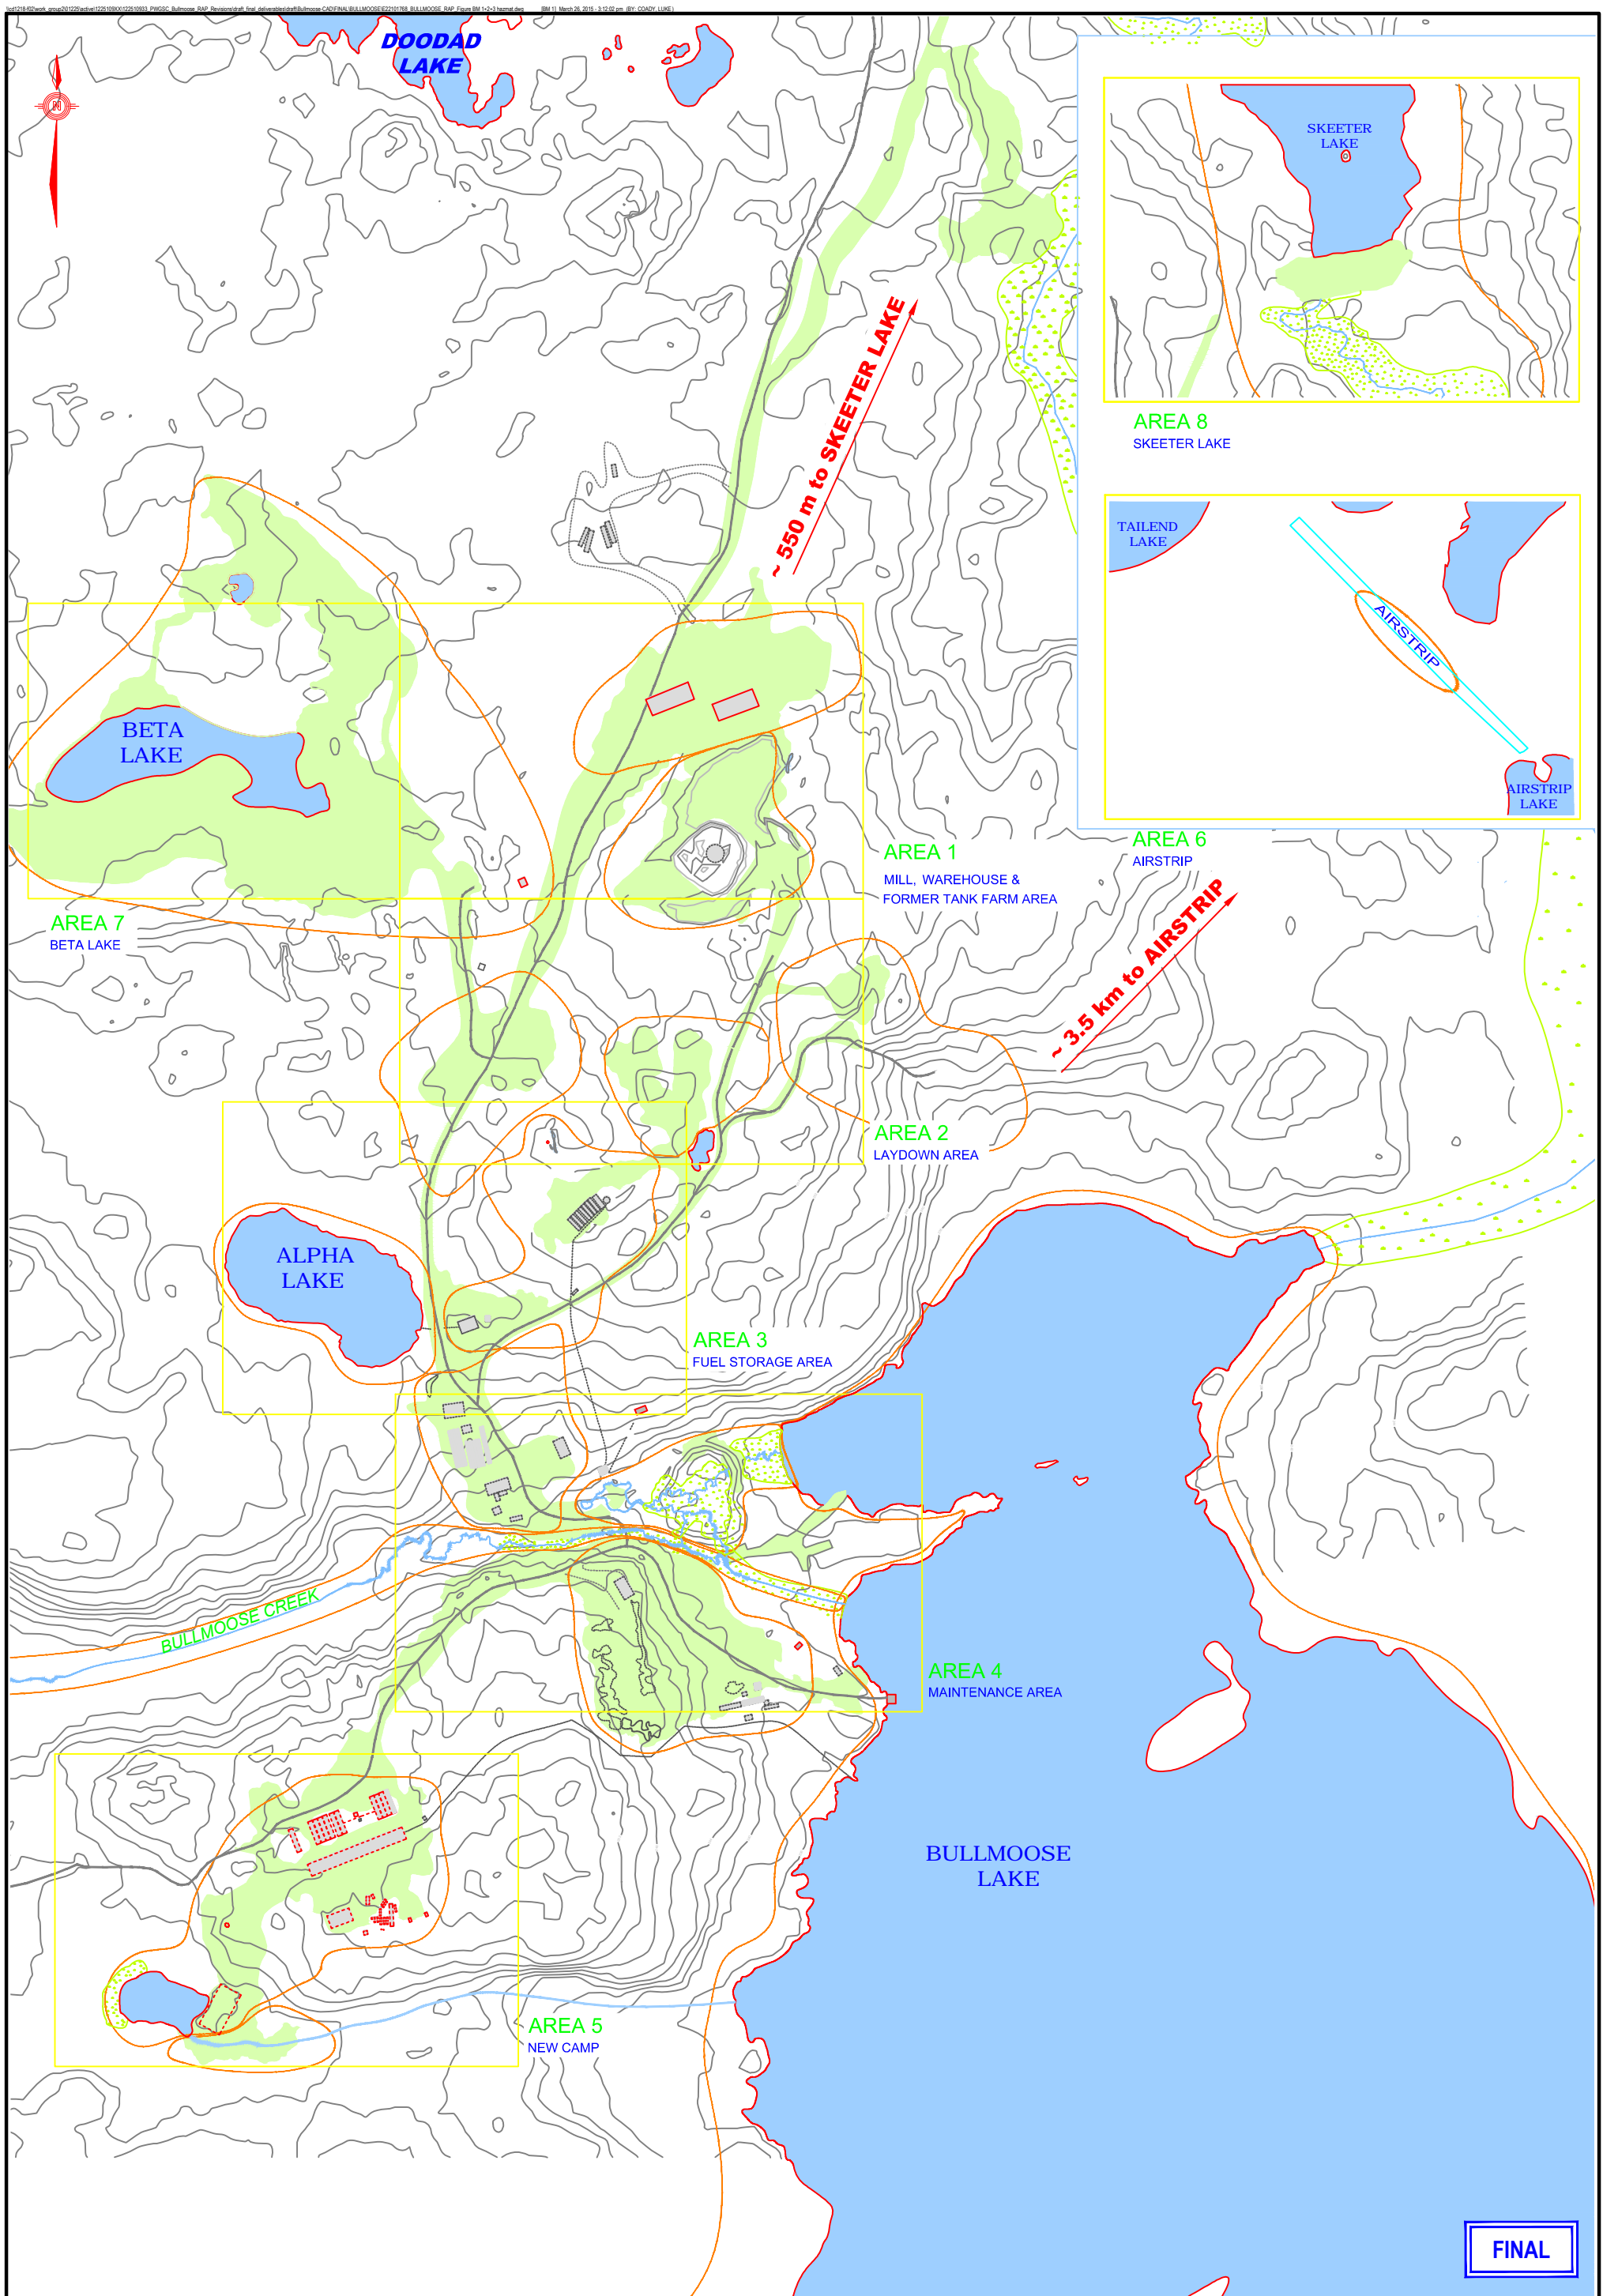 DOODAD
LAKE
N
SKEETER
LAKE
~ 550 m to SKEETER LAKE
AREA 8
SKEETER LAKE
TAILEND
LAKE
AIRSTRIP
AIRSTRIP
LAKE
BETA
LAKE
AREA 6
AIRSTRIP
AREA 1
MILL, WAREHOUSE &
FORMER TANK FARM AREA
~ 3.5 km to AIRSTRIP
AREA 7
BETA LAKE
AREA 2
LAYDOWN AREA
ALPHA
LAKE
AREA 3
FUEL STORAGE AREA
BULLMOOSE CREEK
AREA 4
MAINTENANCE AREA
BULLMOOSE
LAKE
AREA 5
NEW CAMP
FINAL